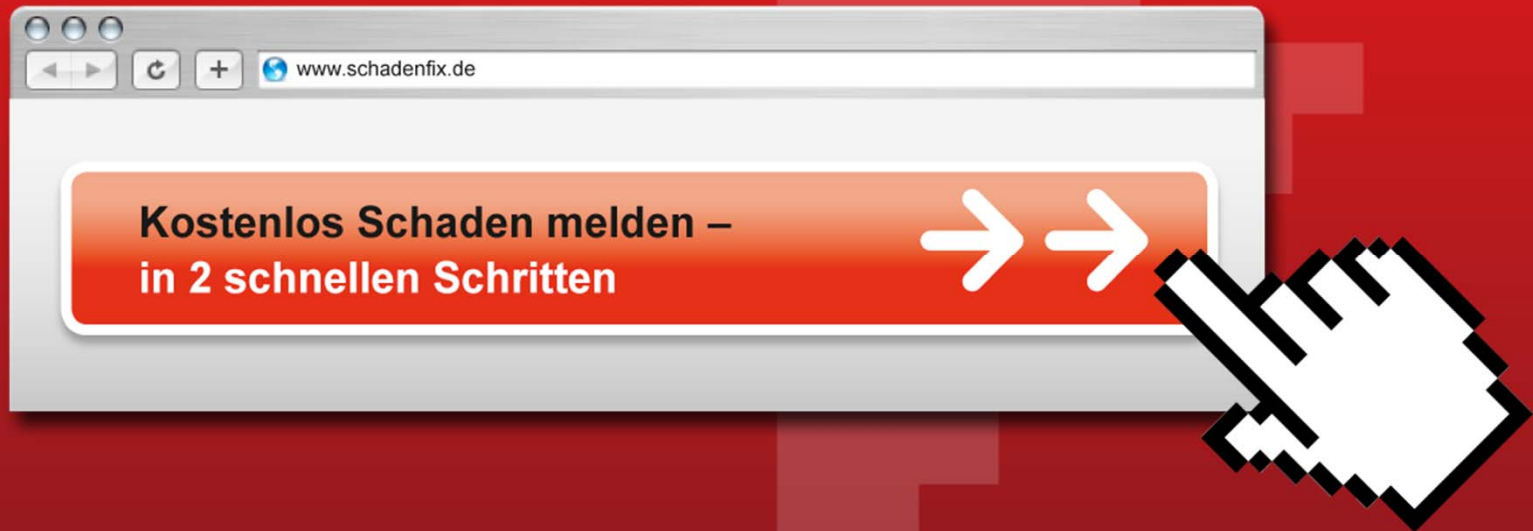 www.schadenfix.de
Kostenlos Schaden melden –
in 2 schnellen Schritten